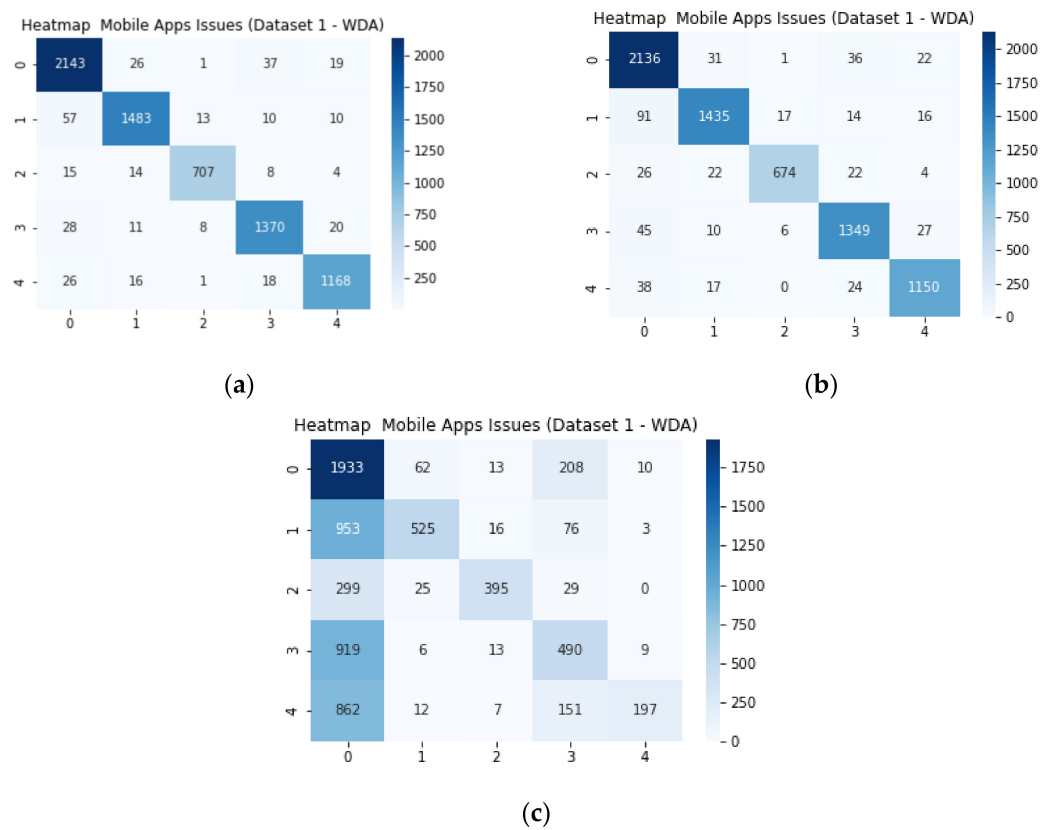 Heatmap  Mobile Apps Issues (Dataset 1 - WDA)
0 2143 26 1 37 19
1 57 1483 13 10 10
2 15 14 707 8 4
3 28 11 8 1370 20
4 26 16 1 18 1168
0 1 2 3 4
2000
1750
1500
1250
1000
750
500
250
(a)
Heatmap  Mobile Apps Issues (Dataset 1 - WDA)
0 2136 31 1 36 22
1 91 1435 17 14 16
2 26 22 674 22 4
3 45 10 6 1349 27
4 38 17 0 24 1150
0 1 2 3 4
2000
1750
1500
1250
1000
750
500
250
0
(b)
Heatmap  Mobile Apps Issues (Dataset 1 - WDA)
0 1933 62 13 208 10
1 953 525 16 76 3
2 299 25 395 29 0
3 919 6 13 490 9
4 862 12 7 151 197
0 1 2 3 4
1750
1500
1250
1000
750
500
250
0
(c)